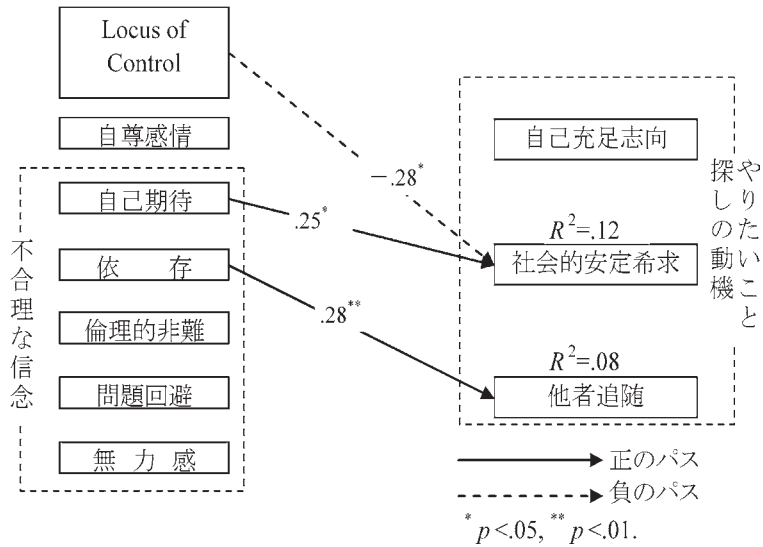 Locus of
Control
自尊感情
自己期待
依　存
倫理的非難
問題回避
無 力 感
不合理な信念
−.28*
.25*
.28**
自己充足志向
R²=.12
社会的安定希求
R²=.08
他者追随
やりたいこと
探しの動機
正のパス
負のパス
* p<.05, ** p<.01.